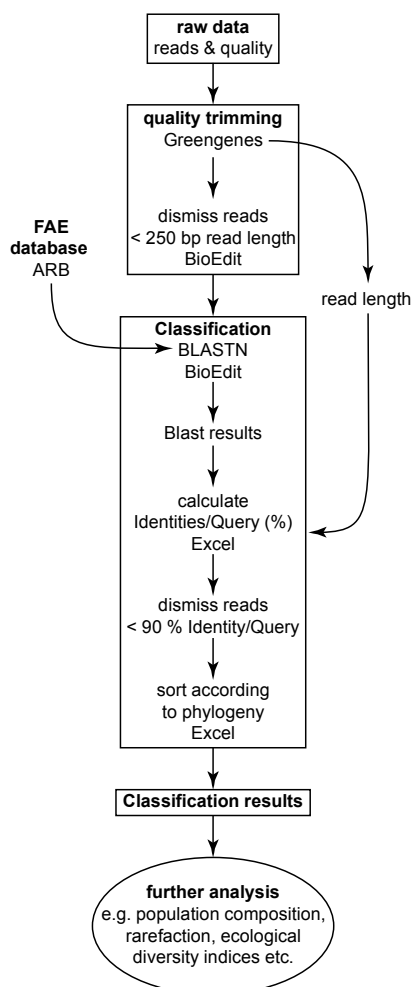 raw data
reads & quality
quality trimming
Greengenes
dismiss reads
< 250 bp read length
BioEdit
FAE
database
ARB
read length
Classification
BLASTN
BioEdit
Blast results
calculate
Identities/Query (%)
Excel
dismiss reads
< 90 % Identity/Query
sort according
to phylogeny
Excel
Classification results
further analysis
e.g. population composition,
rarefaction, ecological
diversity indices etc.